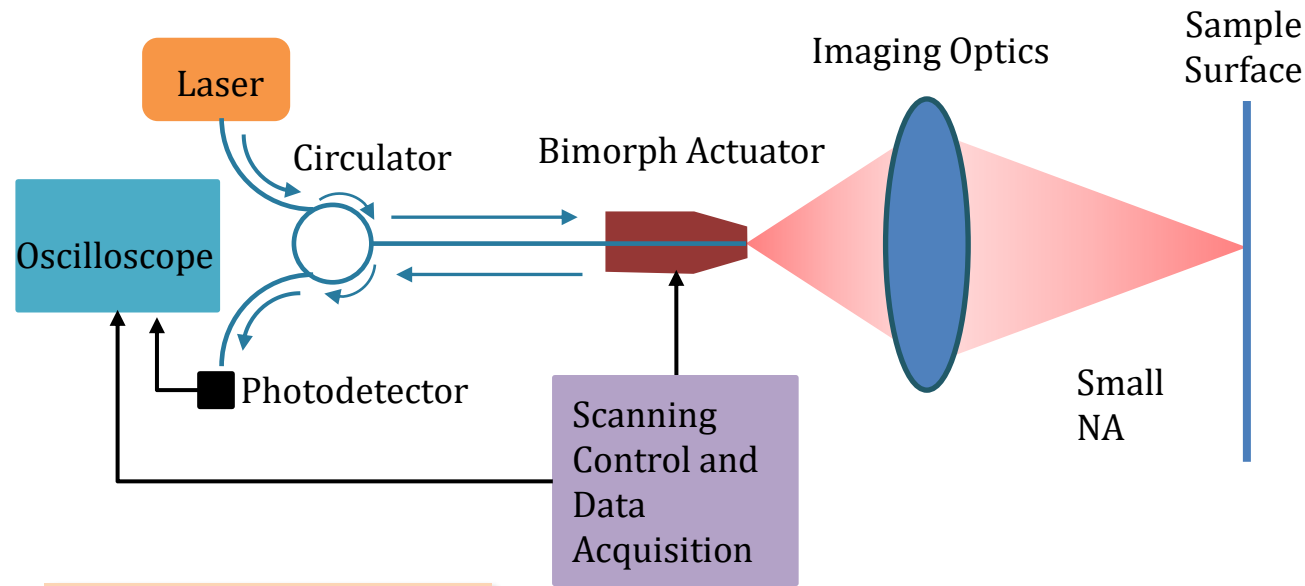 Sample
Surface
Imaging Optics
Laser
Circulator
Bimorph Actuator
Oscilloscope
Photodetector
Small
NA
Scanning
Control and
Data
Acquisition